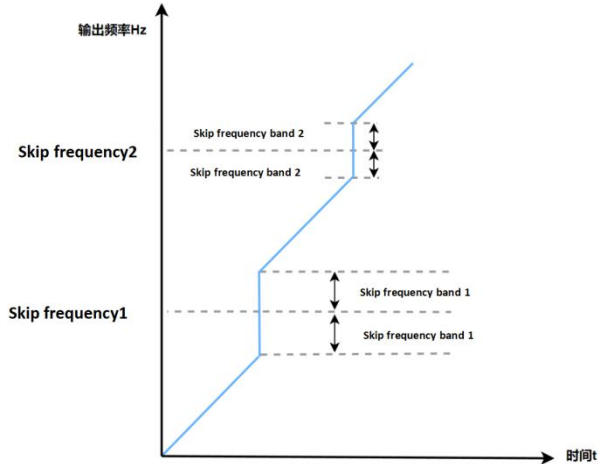 输出频率Hz
Skip frequency band 2
Skip frequency2
Skip frequency band 2
Skip frequency band 1
Skip frequency1
Skip frequency band 1
时间t